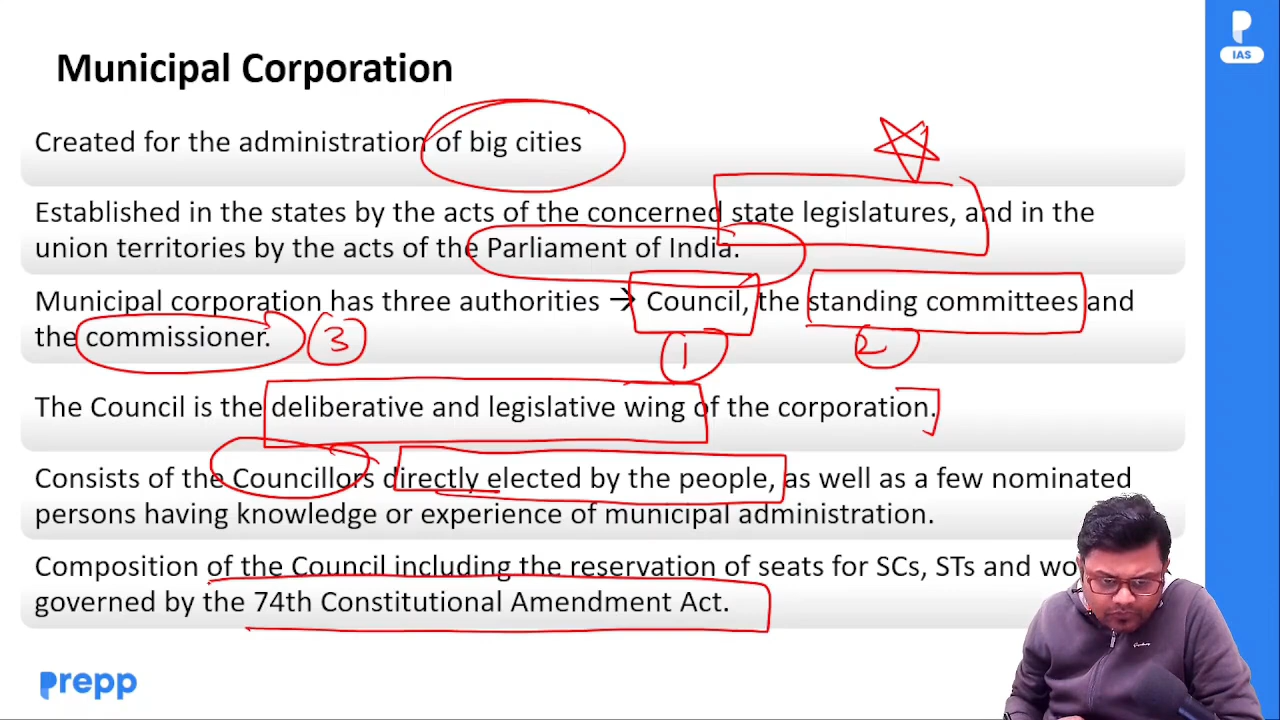 Municipal Corporation
IAS
Created for the administration of big cities
Established in the states by the acts of the concerned state legislatures, and in the
union territories by the acts of the Parliament of India.
Municipal corporation has three authorities → Council, the standing committees and
the commissioner. 3
1 2
The Council is the deliberative and legislative wing of the corporation.
Consists of the Councillors directly elected by the people, as well as a few nominated
persons having knowledge or experience of municipal administration.
Composition of the Council including the reservation of seats for SCs, STs and
governed by the 74th Constitutional Amendment Act.
prepp